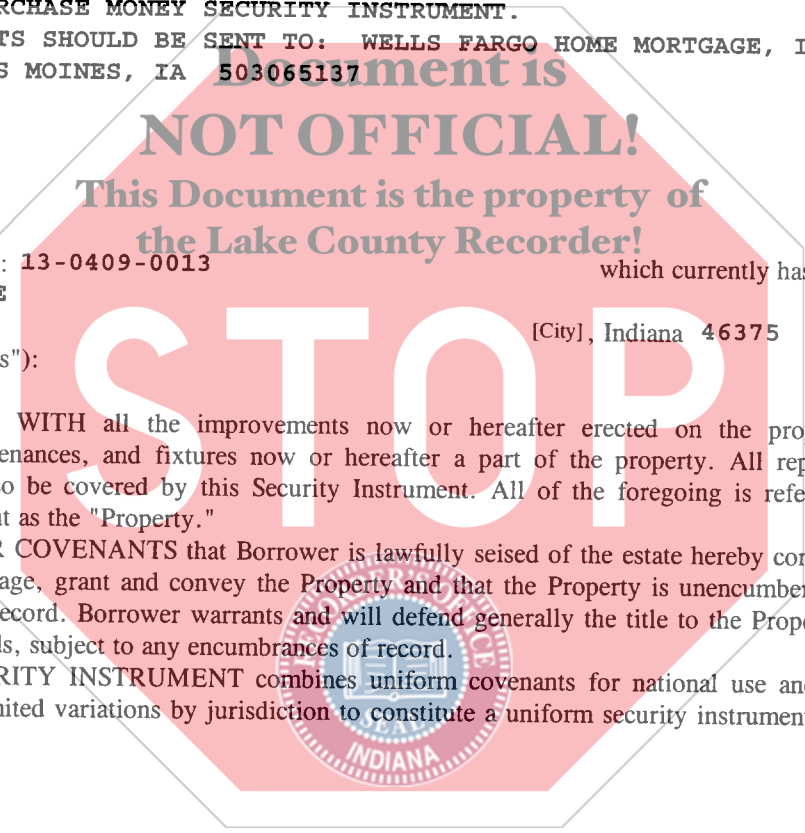 RCHASE MONEY SECURITY INSTRUMENT.
TS SHOULD BE SENT TO: WELLS FARGO HOME MORTGAGE, I
S MOINES, IA 503065137
Document is
NOT OFFICIAL!
This Document is the property of
the Lake County Recorder!
: 13-0409-0013 which currently has
E
[City], Indiana 46375
s"):
STOP
WITH all the improvements now or hereafter erected on the pro
enances, and fixtures now or hereafter a part of the property. All rep
o be covered by this Security Instrument. All of the foregoing is refe
t as the "Property."
R COVENANTS that Borrower is lawfully seised of the estate hereby con
age, grant and convey the Property and that the Property is unencumber
ecord. Borrower warrants and will defend generally the title to the Prope
ls, subject to any encumbrances of record.
RITY INSTRUMENT combines uniform covenants for national use and
nited variations by jurisdiction to constitute a uniform security instrument
RECORDER'S OFFICE
SEAL
INDIANA